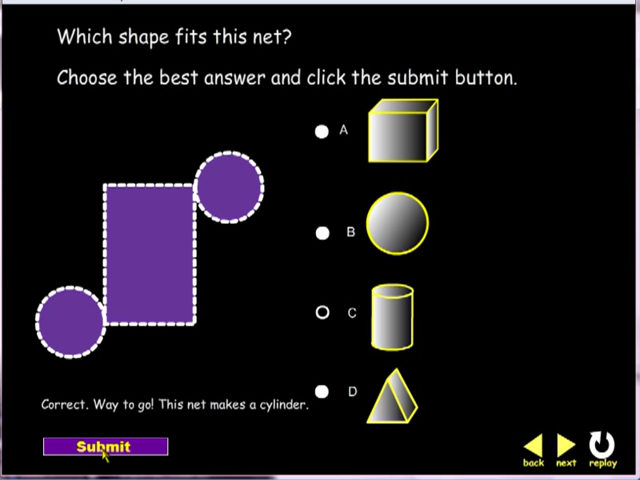 Which shape fits this net?
Choose the best answer and click the submit button.
A
B
C
D
Correct. Way to go! This net makes a cylinder.
Submit
back next replay